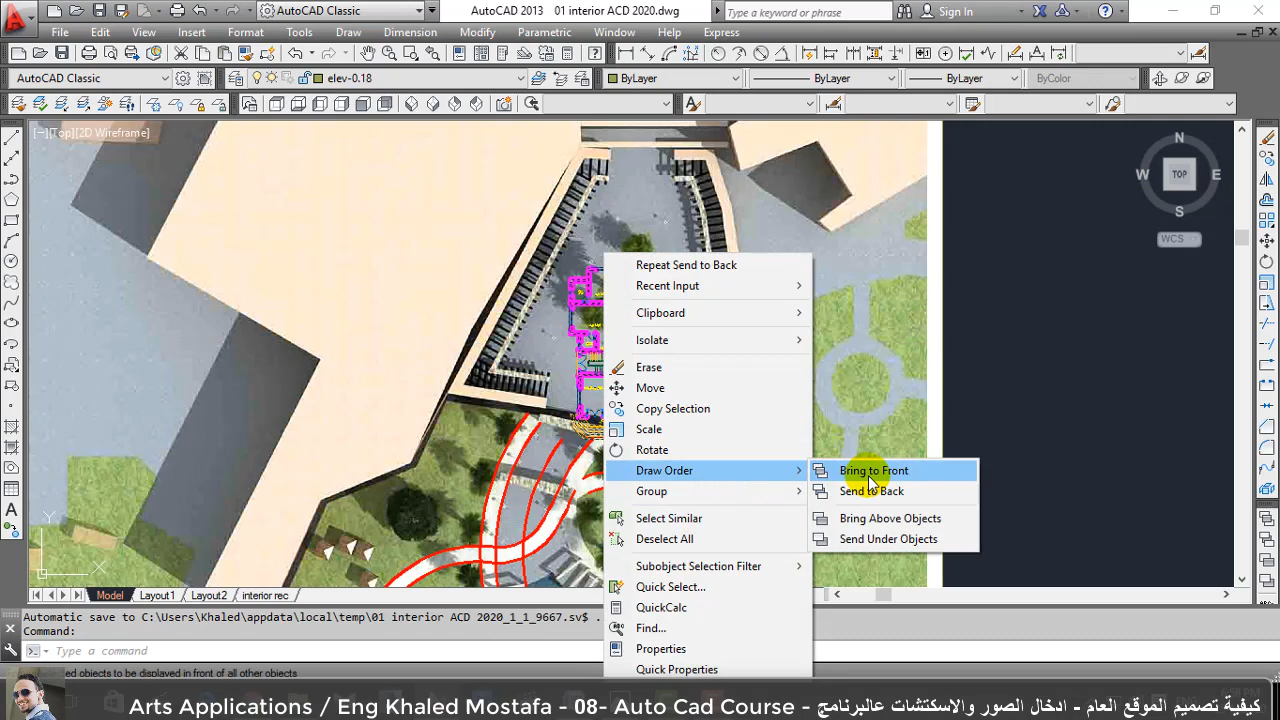 AutoCAD Classic
AutoCAD 2013
01 interior ACD 2020.dwg
Type a keyword or phrase
Sign In
File Edit View Insert Format Tools Draw Dimension Modify Parametric Window Help Express
AutoCAD Classic
elev-0.18
ByLayer
ByLayer
ByLayer
ByColor
[−][Top][2D Wireframe]
N
W
TOP
E
S
WCS
Repeat Send to Back
Recent Input
Clipboard
Isolate
Erase
Move
Copy Selection
Scale
Rotate
Draw Order
Group
Select Similar
Deselect All
Subobject Selection Filter
Quick Select...
QuickCalc
Find...
Properties
Quick Properties
Bring to Front
Send to Back
Bring Above Objects
Send Under Objects
Y
X
Model Layout1 Layout2 interior rec
Automatic save to C:\Users\Khaled\appdata\local\temp\01 interior ACD 2020_1_1_9667.sv$ .
Command:
Type a command
objects to be displayed in front of all other objects
Arts Applications / Eng Khaled Mostafa - 08- Auto Cad Course - كيفية تصميم الموقع العام - ادخال الصور والاسكتشات عالبرنامج